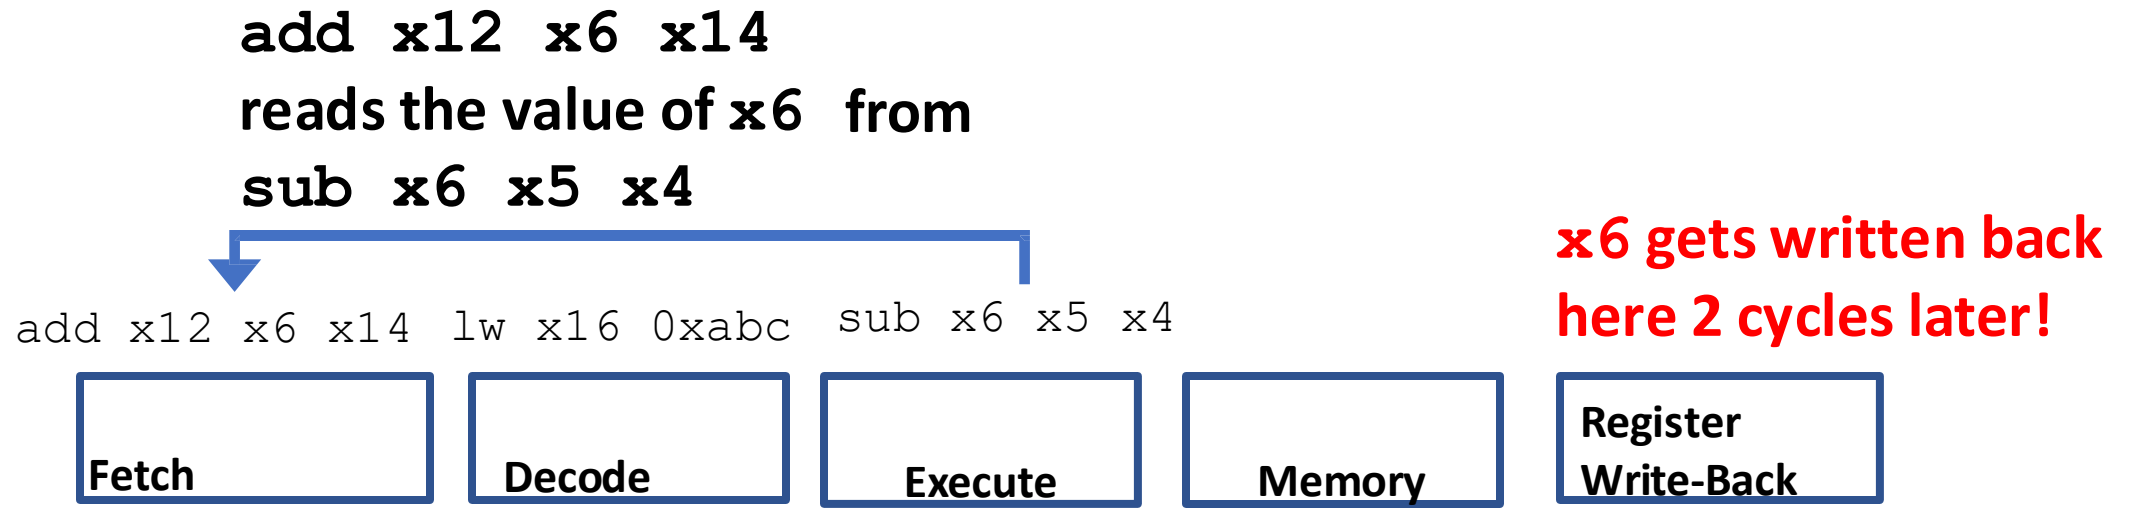 add x12 x6 x14
reads the value of x6 from
sub x6 x5 x4
x6 gets written back
here 2 cycles later!
add x12 x6 x14
lw x16 0xabc
sub x6 x5 x4
Fetch
Decode
Execute
Memory
Register
Write-Back